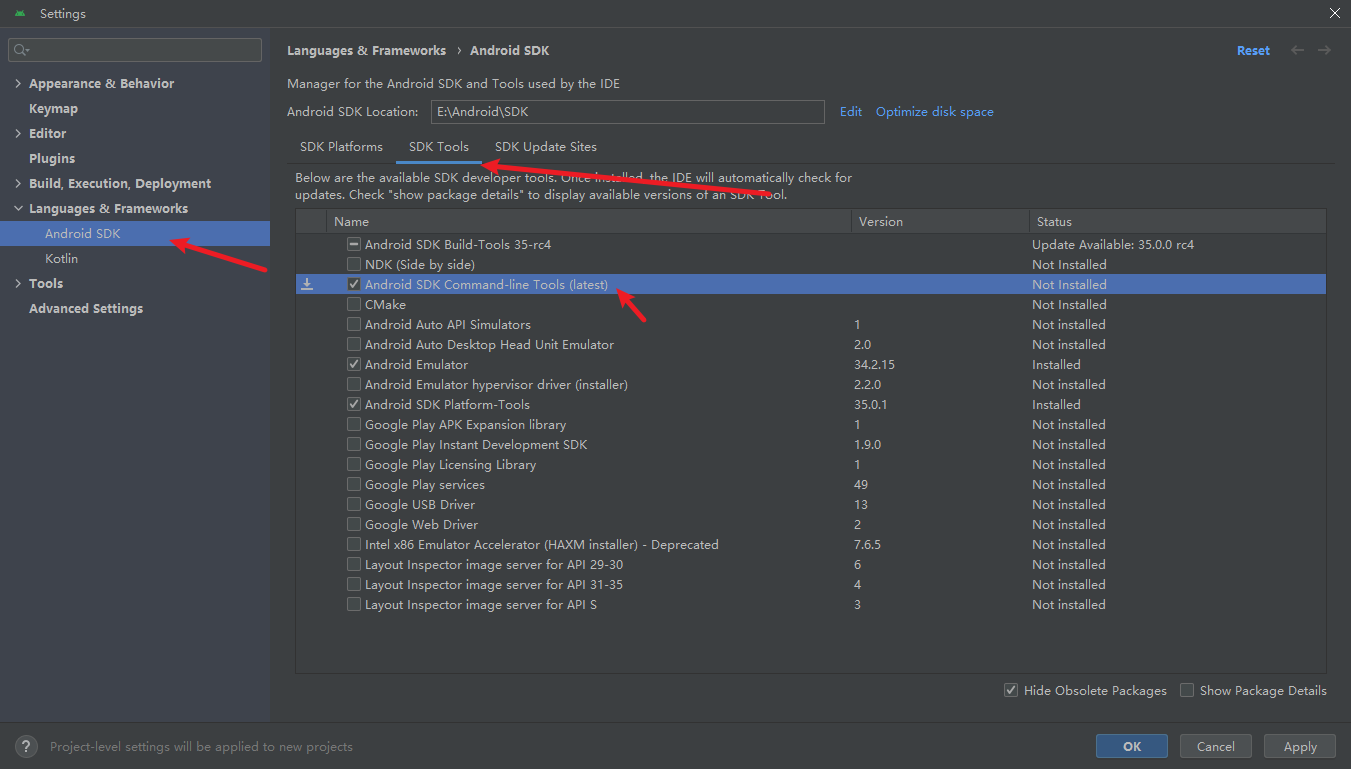 Settings
Appearance & Behavior
Keymap
Editor
Plugins
Build, Execution, Deployment
Languages & Frameworks
Android SDK
Kotlin
Tools
Advanced Settings
Languages & Frameworks › Android SDK
Reset
Manager for the Android SDK and Tools used by the IDE
Android SDK Location: E:\Android\SDK Edit Optimize disk space
SDK Platforms SDK Tools SDK Update Sites
Below are the available SDK developer tools. Once installed, the IDE will automatically check for
updates. Check "show package details" to display available versions of an SDK Tool.
Name Version Status
Android SDK Build-Tools 35-rc4 Update Available: 35.0.0 rc4
NDK (Side by side) Not Installed
Android SDK Command-line Tools (latest) Not Installed
CMake Not Installed
Android Auto API Simulators 1 Not installed
Android Auto Desktop Head Unit Emulator 2.0 Not installed
Android Emulator 34.2.15 Installed
Android Emulator hypervisor driver (installer) 2.2.0 Not installed
Android SDK Platform-Tools 35.0.1 Installed
Google Play APK Expansion library 1 Not installed
Google Play Instant Development SDK 1.9.0 Not installed
Google Play Licensing Library 1 Not installed
Google Play services 49 Not installed
Google USB Driver 13 Not installed
Google Web Driver 2 Not installed
Intel x86 Emulator Accelerator (HAXM installer) - Deprecated 7.6.5 Not installed
Layout Inspector image server for API 29-30 6 Not installed
Layout Inspector image server for API 31-35 4 Not installed
Layout Inspector image server for API S 3 Not installed
Hide Obsolete Packages Show Package Details
? Project-level settings will be applied to new projects
OK Cancel Apply